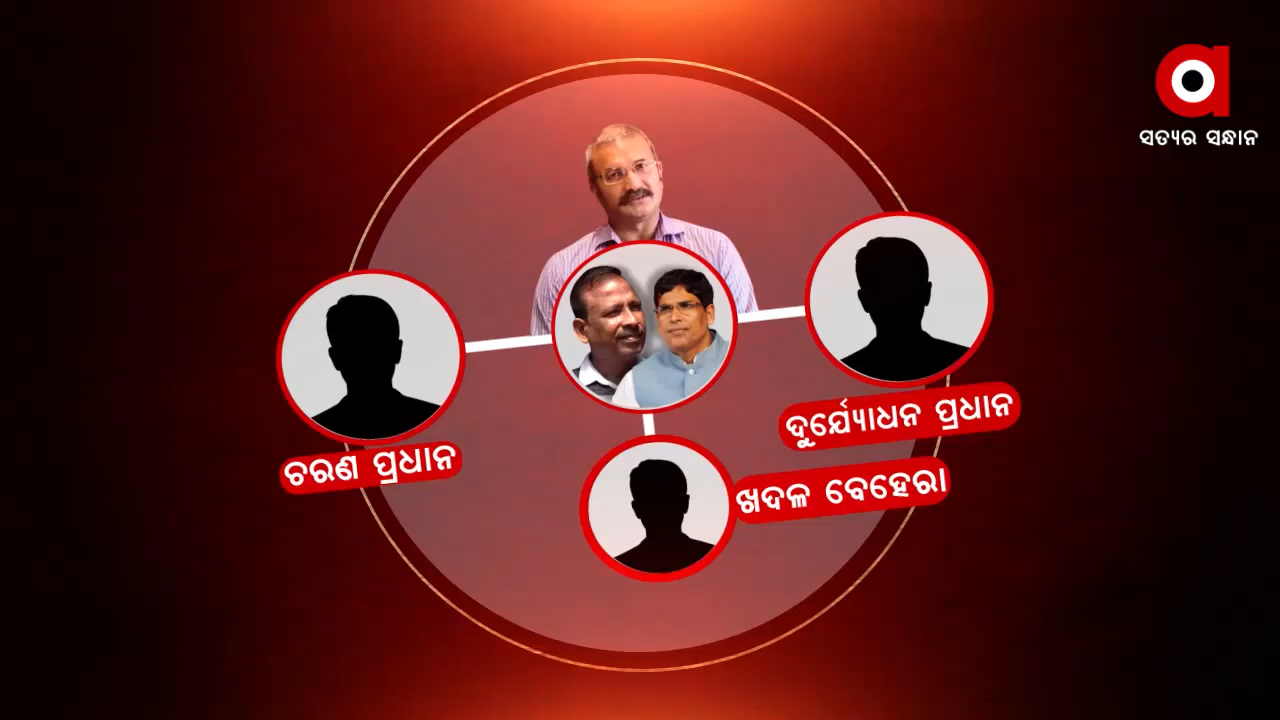 ସତ୍ୟର ସନ୍ଧାନ
ଦୁର୍ଯ୍ୟୋଧନ ପ୍ରଧାନ
ଚରଣ ପ୍ରଧାନ
ଖଦଳ ବେହେରା